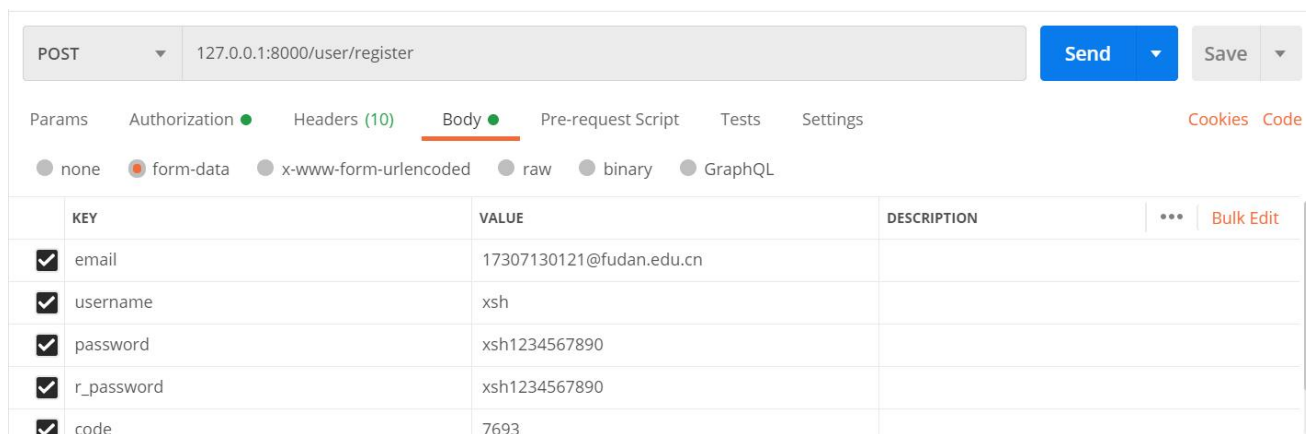 POST 127.0.0.1:8000/user/register Send Save
Params Authorization Headers (10) Body Pre-request Script Tests Settings Cookies Code
none form-data x-www-form-urlencoded raw binary GraphQL
KEY VALUE DESCRIPTION ••• Bulk Edit
email 17307130121@fudan.edu.cn
username xsh
password xsh1234567890
r_password xsh1234567890
code 7693